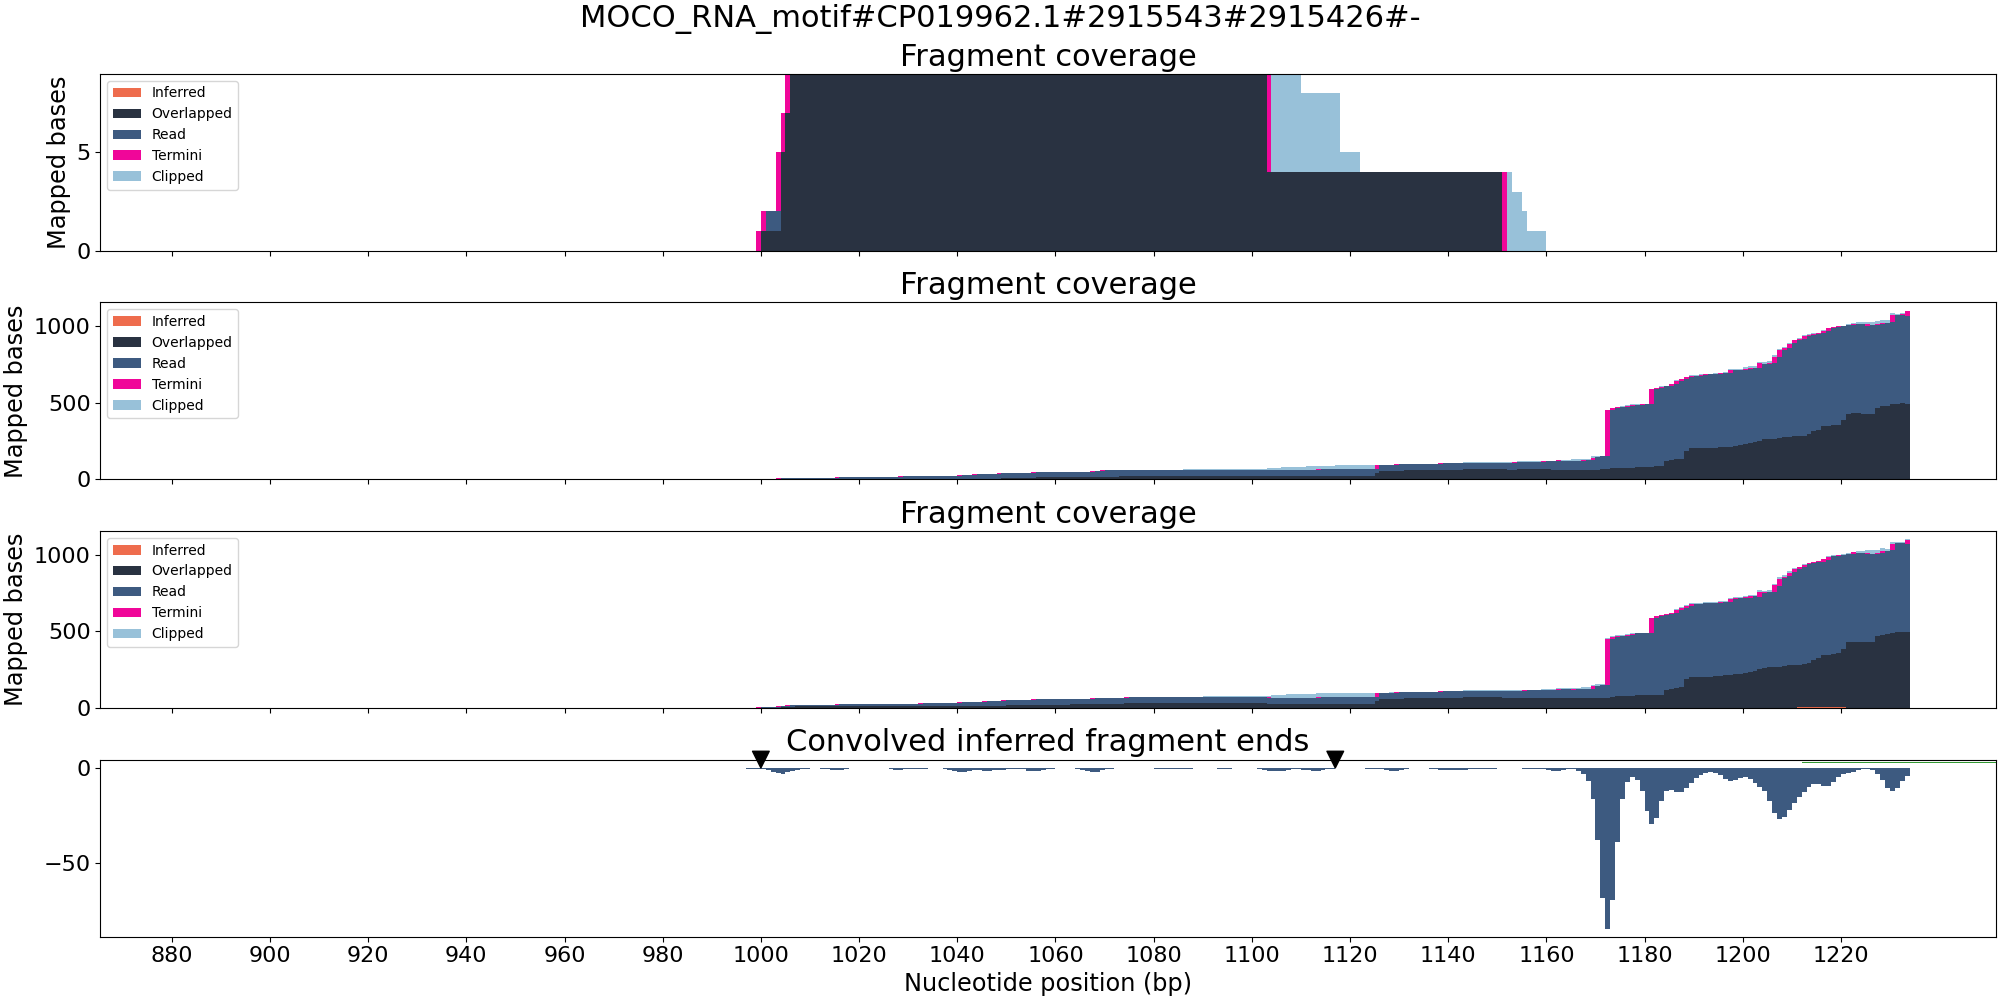 MOCO_RNA_motif#CP019962.1#2915543#2915426#-
Fragment coverage
Mapped bases
5
0
Inferred
Overlapped
Read
Termini
Clipped
Fragment coverage
Mapped bases
1000
500
0
Inferred
Overlapped
Read
Termini
Clipped
Fragment coverage
Mapped bases
1000
500
0
Inferred
Overlapped
Read
Termini
Clipped
Convolved inferred fragment ends
0
−50
880 900 920 940 960 980 1000 1020 1040 1060 1080 1100 1120 1140 1160 1180 1200 1220
Nucleotide position (bp)